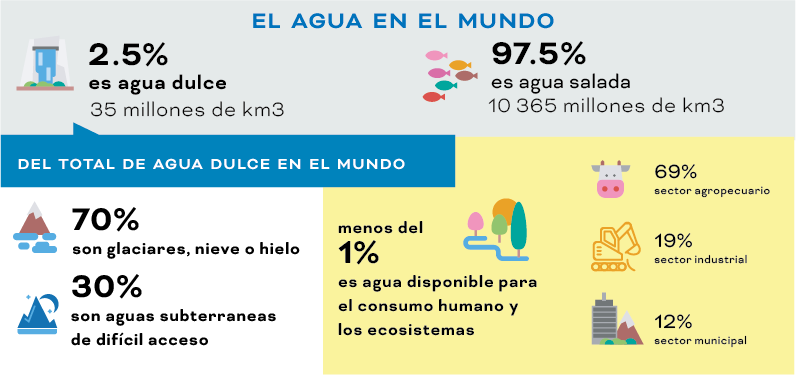 EL AGUA EN EL MUNDO
2.5%
es agua dulce
35 millones de km3
97.5%
es agua salada
10 365 millones de km3
DEL TOTAL DE AGUA DULCE EN EL MUNDO
70%
son glaciares, nieve o hielo
30%
son aguas subterraneas
de difícil acceso
menos del
1%
es agua disponible para
el consumo humano y
los ecosistemas
69%
sector agropecuario
19%
sector industrial
12%
sector municipal